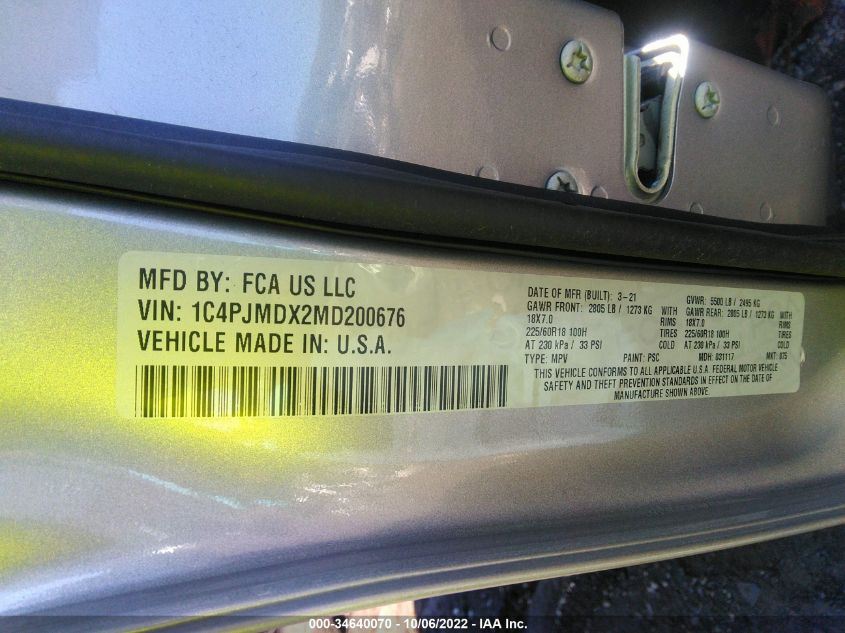 MFD BY: FCA US LLC
VIN: 1C4PJMDX2MD200676
VEHICLE MADE IN: U.S.A.
DATE OF MFR (BUILT): 3-21 GVWR: 5500 LB / 2495 KG
GAWR FRONT: 2805 LB / 1273 KG WITH GAWR REAR: 2805 LB / 1273 KG WITH
18X7.0 RIMS 18X7.0 RIMS
225/60R18 100H TIRES 225/60R18 100H TIRES
AT 230 kPa / 33 PSI COLD AT 230 kPa / 33 PSI COLD
TYPE: MPV PAINT: PSC MDH: 031117 MKT: 075
THIS VEHICLE CONFORMS TO ALL APPLICABLE U.S.A. FEDERAL MOTOR VEHICLE
SAFETY AND THEFT PREVENTION STANDARDS IN EFFECT ON THE DATE OF
MANUFACTURE SHOWN ABOVE.
000-34640070 - 10/06/2022 - IAA Inc.